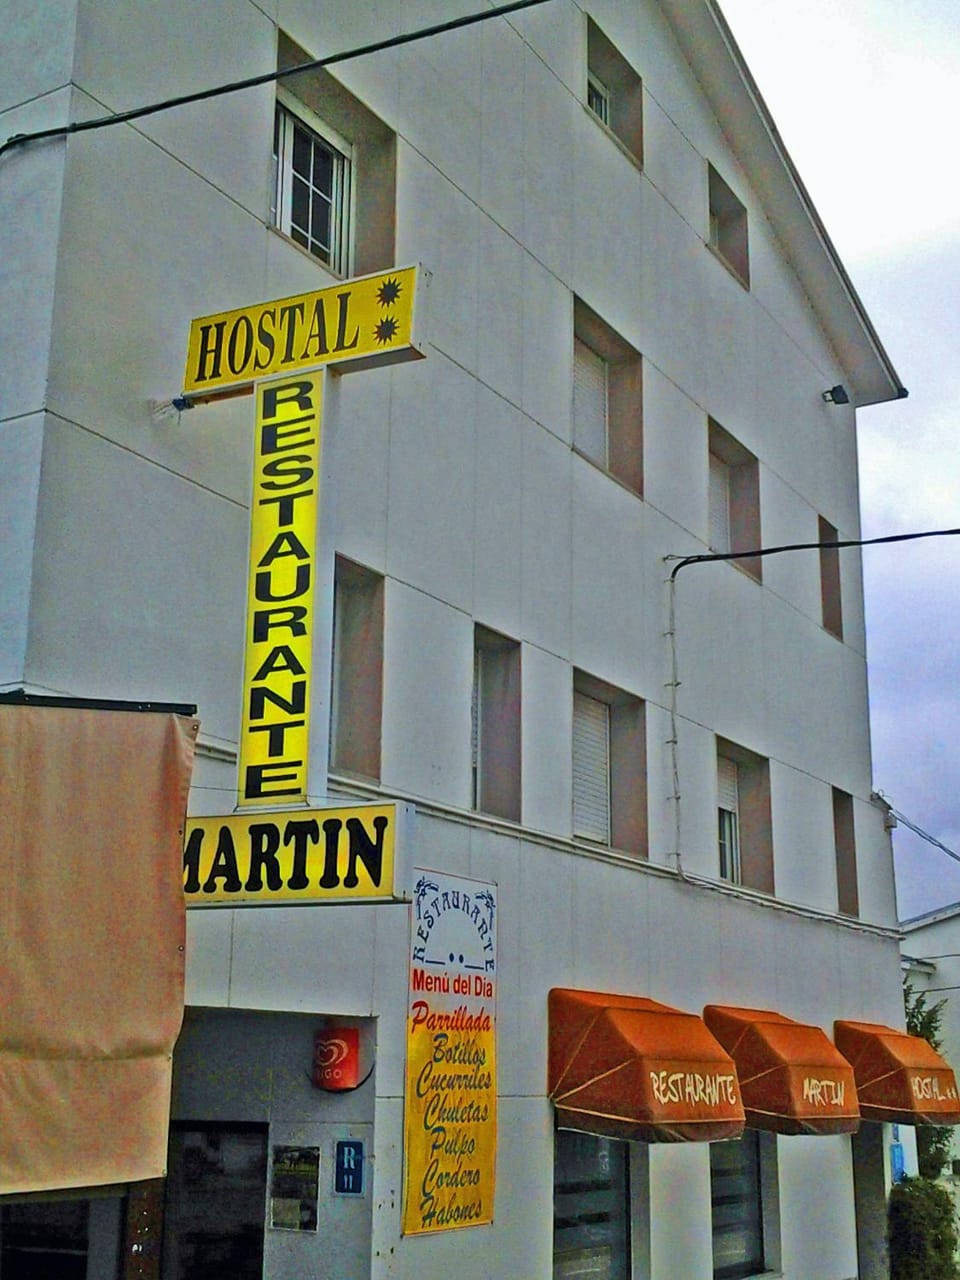 HOSTAL
RESTAURANTE
MARTIN
RESTAURANTE
Menú del Dia
Parrillada
Botillos
Cucurriles
Chuletas
Pulpo
Cordero
Habones
RESTAURANTE
MARTIN
HOSTAL
R